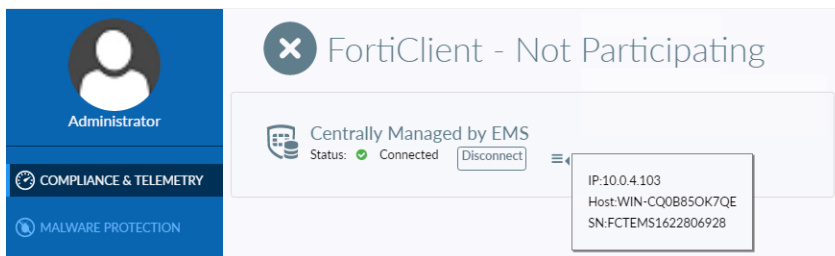 FortiClient - Not Participating
Administrator
Centrally Managed by EMS
Status: Connected Disconnect
COMPLIANCE & TELEMETRY
IP:10.0.4.103
Host:WIN-CQ0B85OK7QE
SN:FCTEMS1622806928
MALWARE PROTECTION